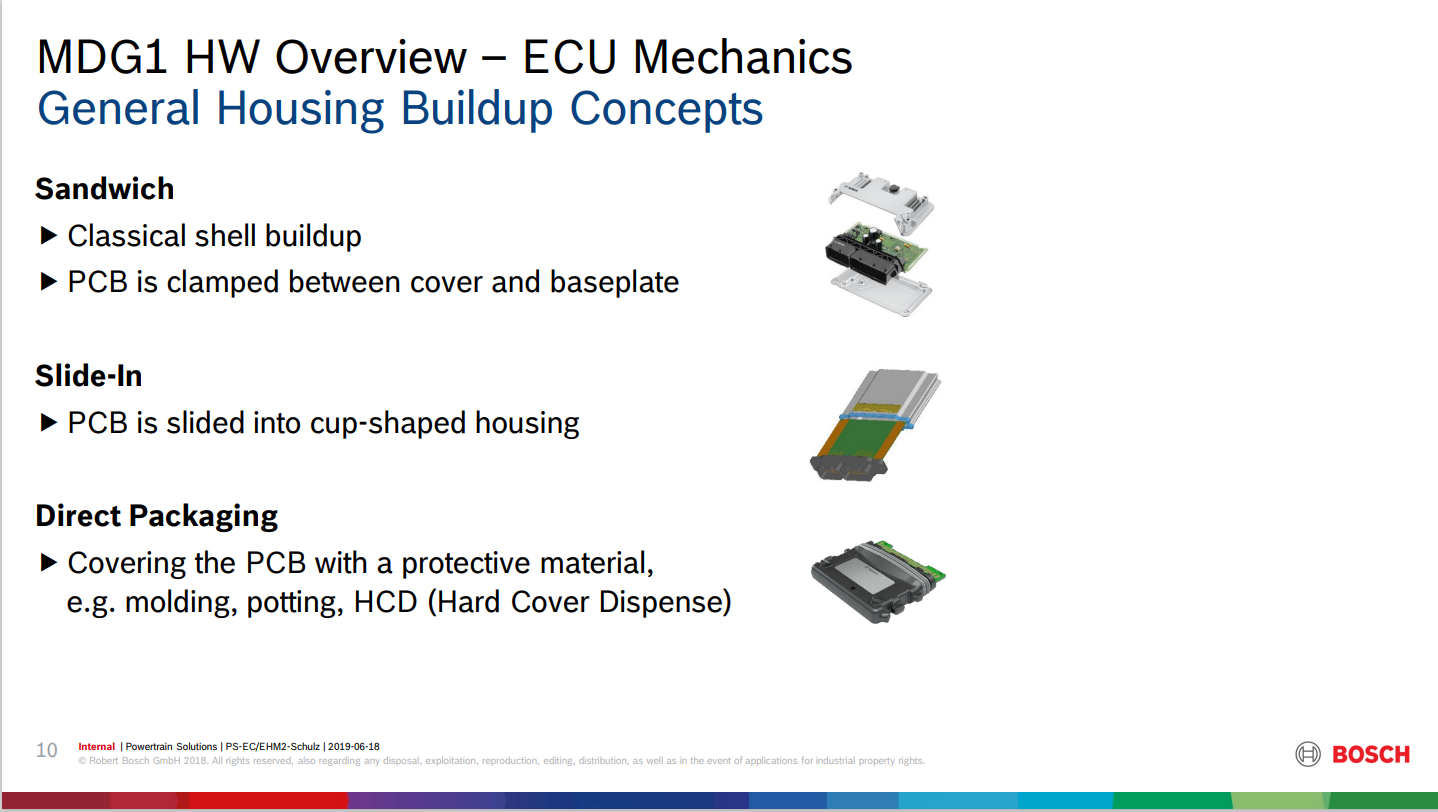 MDG1 HW Overview – ECU Mechanics
General Housing Buildup Concepts
Sandwich
▶ Classical shell buildup
▶ PCB is clamped between cover and baseplate
Slide-In
▶ PCB is slided into cup-shaped housing
Direct Packaging
▶ Covering the PCB with a protective material,
e.g. molding, potting, HCD (Hard Cover Dispense)
10
Internal | Powertrain Solutions | PS-EC/EHM2-Schulz | 2019-06-18
© Robert Bosch GmbH 2018. All rights reserved, also regarding any disposal, exploitation, reproduction, editing, distribution, as well as in the event of applications for industrial property rights.
BOSCH